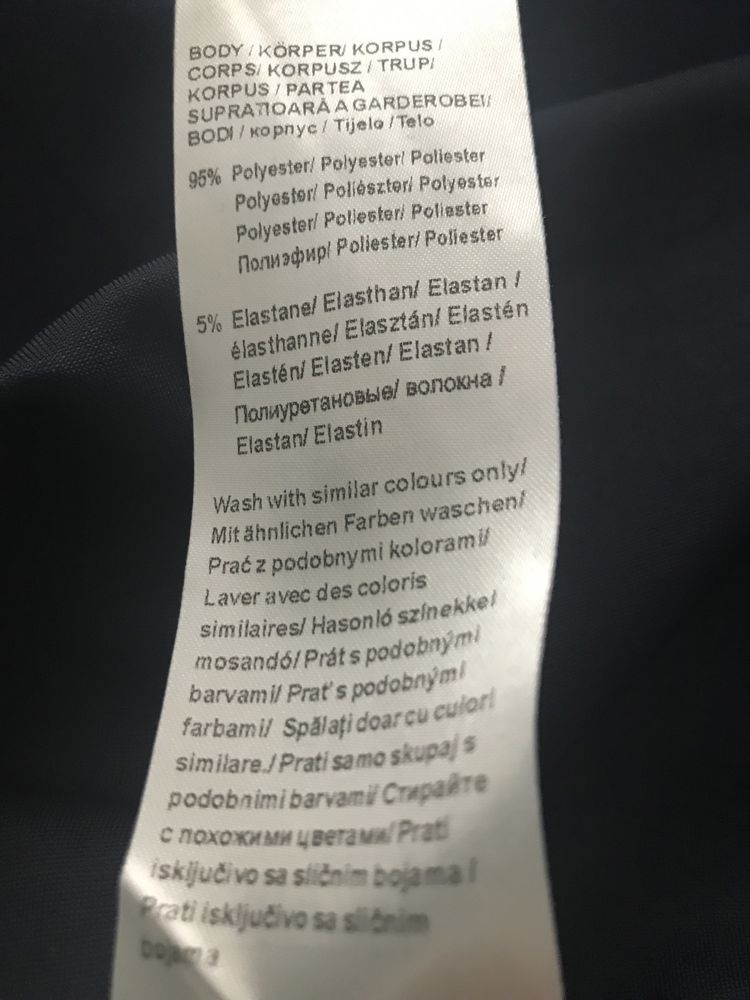 BODY / KÖRPER/ KORPUS /
CORPS/ KORPUSZ / TRUP/
KORPUS / PARTEA
SUPRATIOARĂ A GARDEROBEI/
BODI / корпус / Tijelo / Telo
95% Polyester/ Polyester/ Poliester
Polyester/ Poliészter/ Polyester
Polyester/ Poliester/ Poliester
Полиэфир/ Poliester/ Poliester
5% Elastane/ Elasthan/ Elastan /
élasthanne/ Elasztán/ Elastén
Elastén/ Elasten/ Elastan /
Полиуретановые/ волокна /
Elastan/ Elastin
Wash with similar colours only/
Mit ähnlichen Farben waschen/
Prać z podobnymi kolorami/
Laver avec des coloris
similaires/ Hasonló színekkel
mosandó/ Prát s podobnými
barvami/ Prat' s podobnými
farbami/ Spălați doar cu culori
similare./ Prati samo skupaj s
podobnimi barvami/ Стирайте
с похожими цветами/ Prati
isključivo sa sličnim bojama /
Prati isključivo sa sličnim
bojama